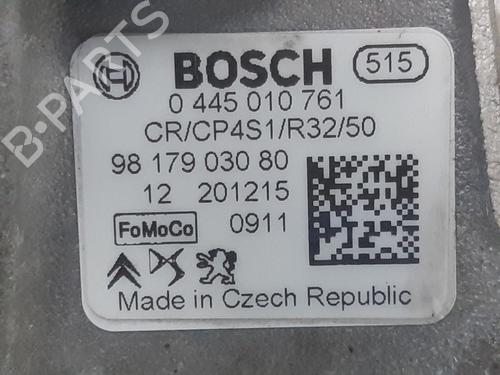 BOSCH 515
0 445 010 761
CR/CP4S1/R32/50
98 179 030 80
12 201215
FoMoCo 0911
Made in Czech Republic
B-PARTS